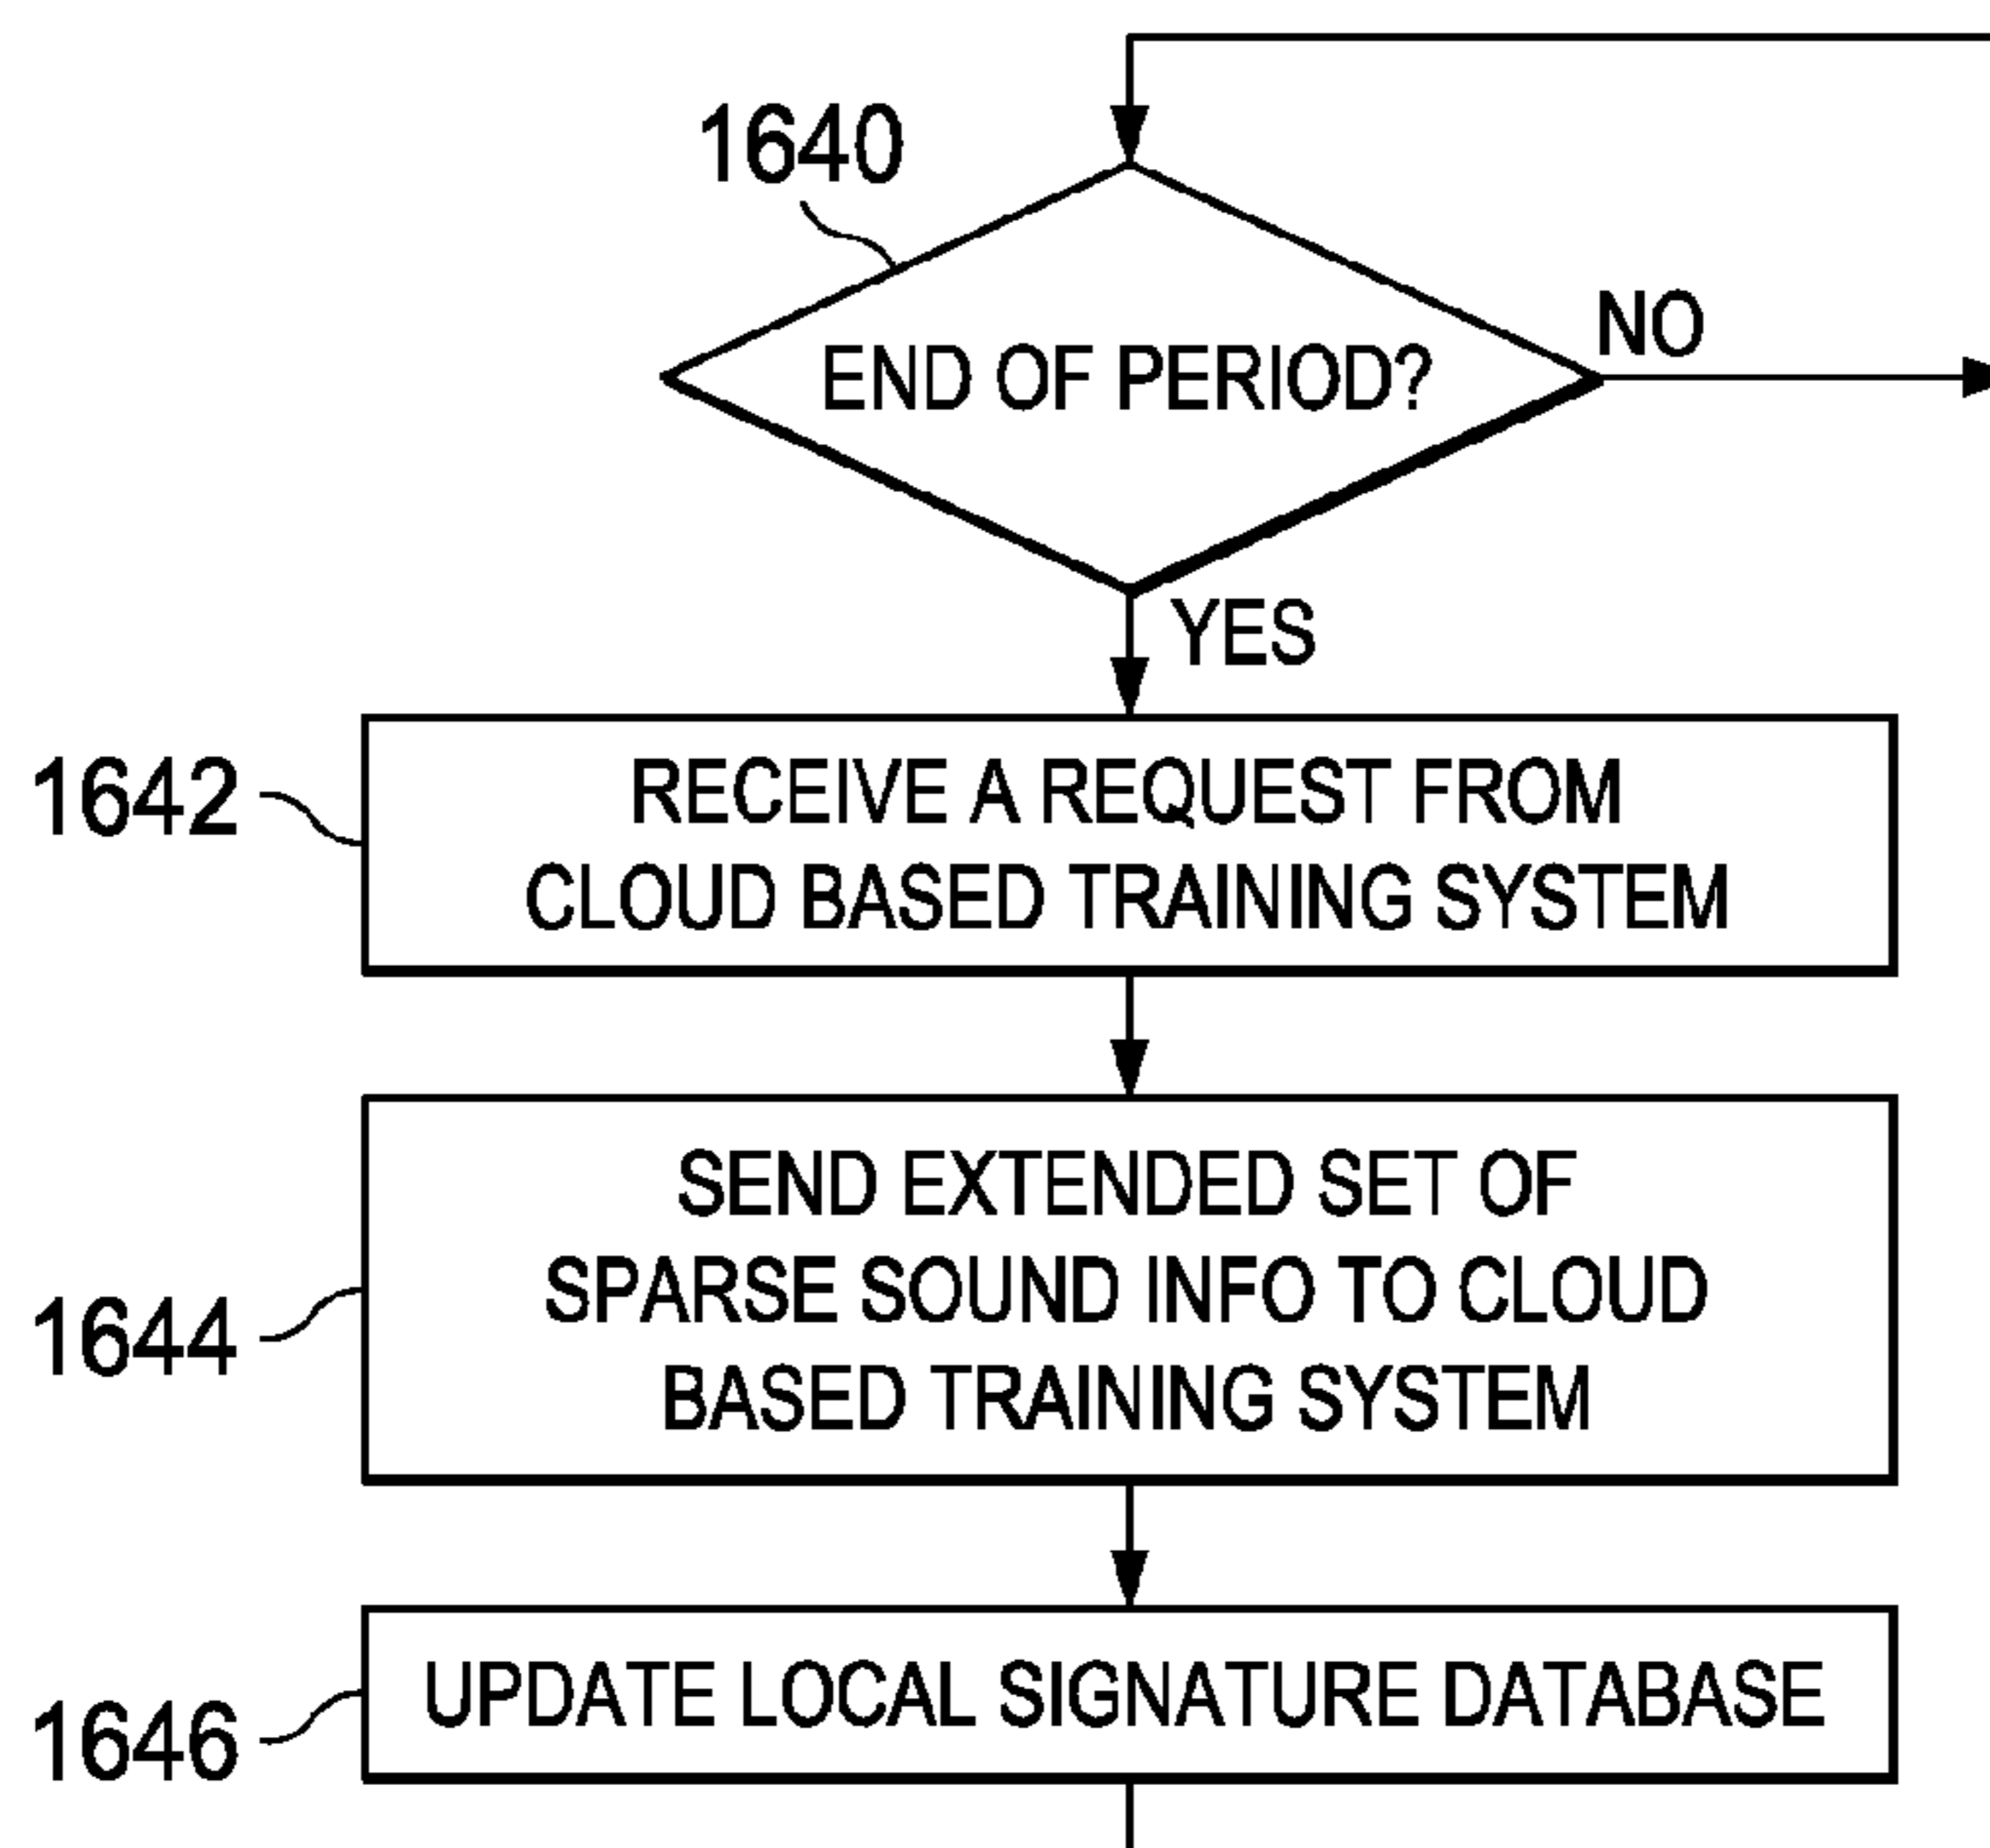 1640
END OF PERIOD?
NO
YES
1642
RECEIVE A REQUEST FROM
CLOUD BASED TRAINING SYSTEM
1644
SEND EXTENDED SET OF
SPARSE SOUND INFO TO CLOUD
BASED TRAINING SYSTEM
1646
UPDATE LOCAL SIGNATURE DATABASE